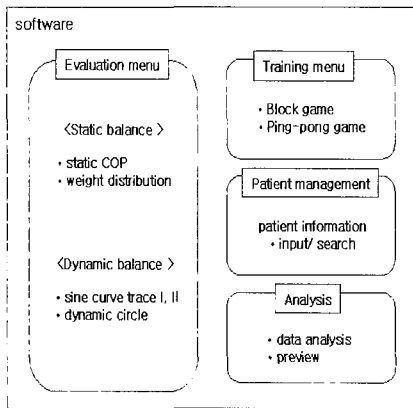 software
Evaluation menu
<Static balance >
• static COP
• weight distribution
<Dynamic balance >
• sine curve trace I, II
• dynamic circle
Training menu
• Block game
• Ping-pong game
Patient management
patient information
• input/ search
Analysis
• data analysis
• preview